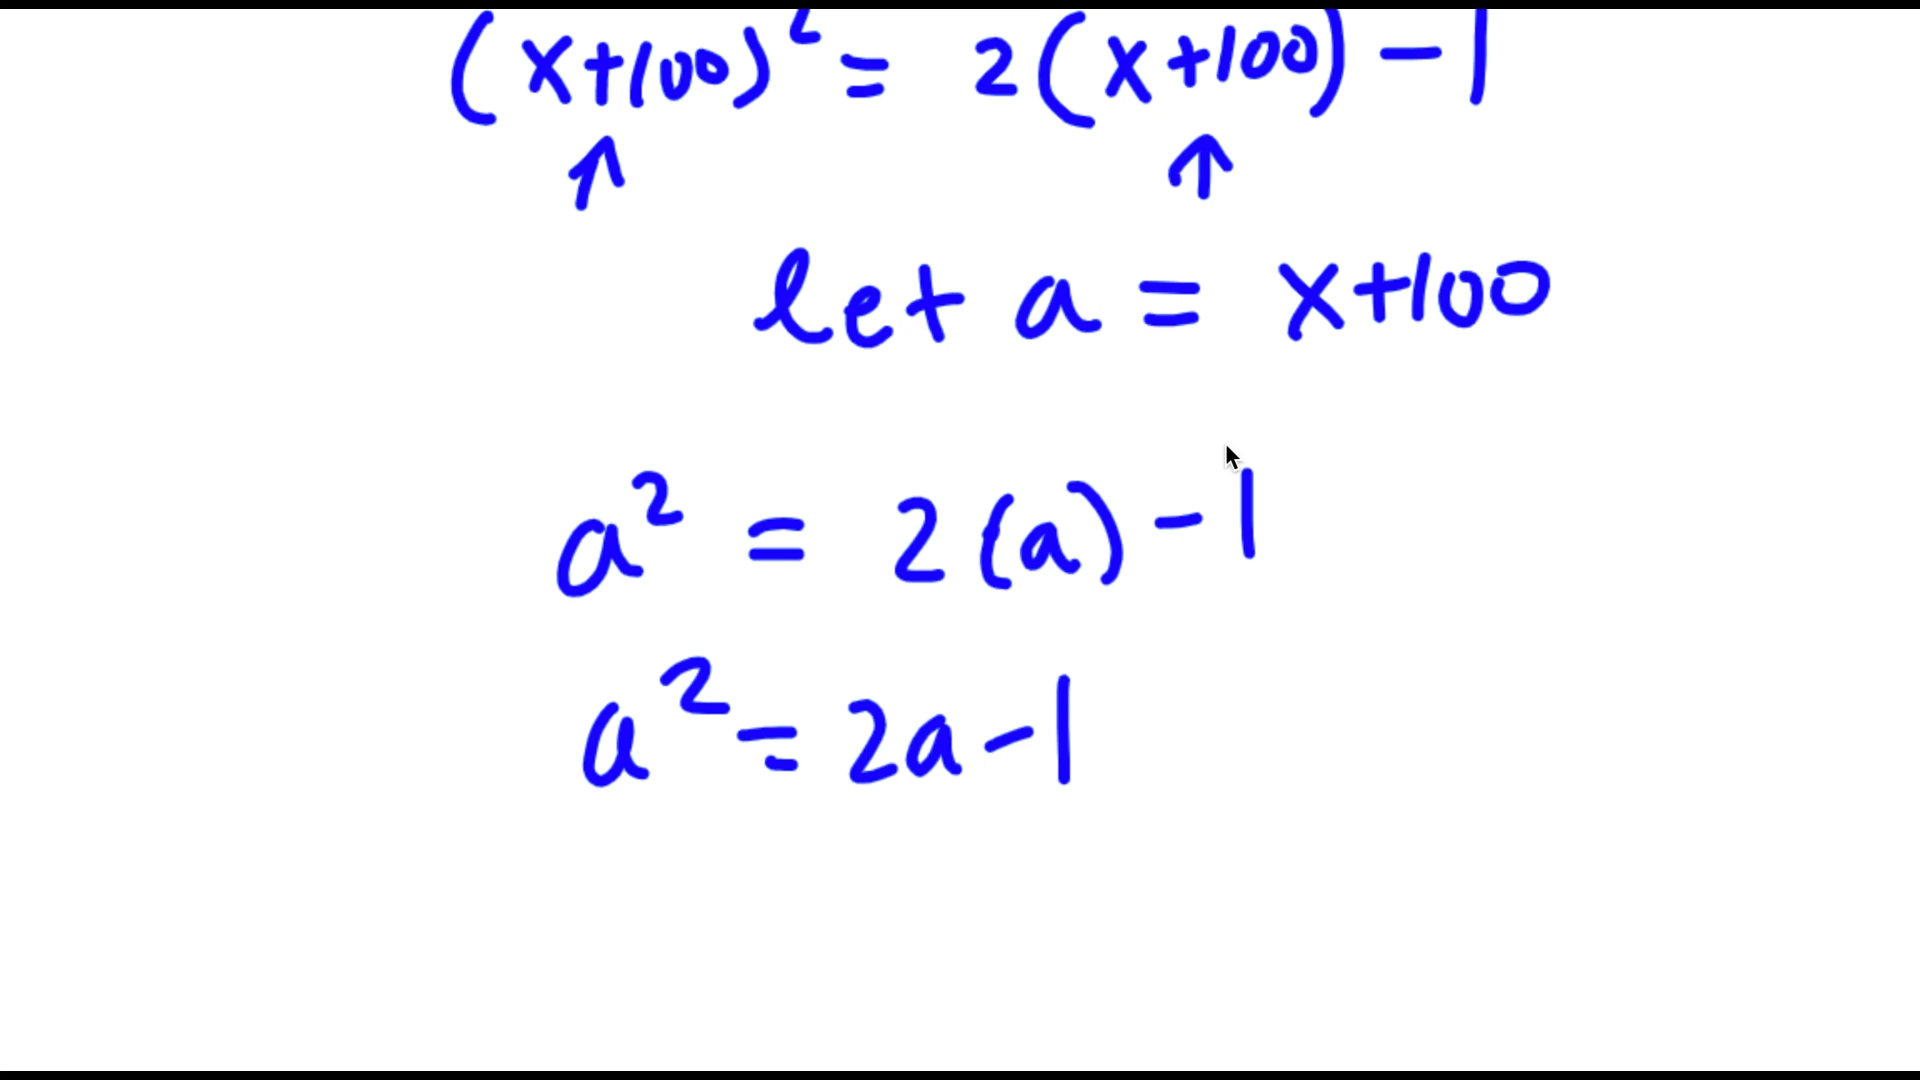 (x+100)² = 2(x+100) - 1
let a = x+100
a² = 2(a) - 1
a² = 2a - 1